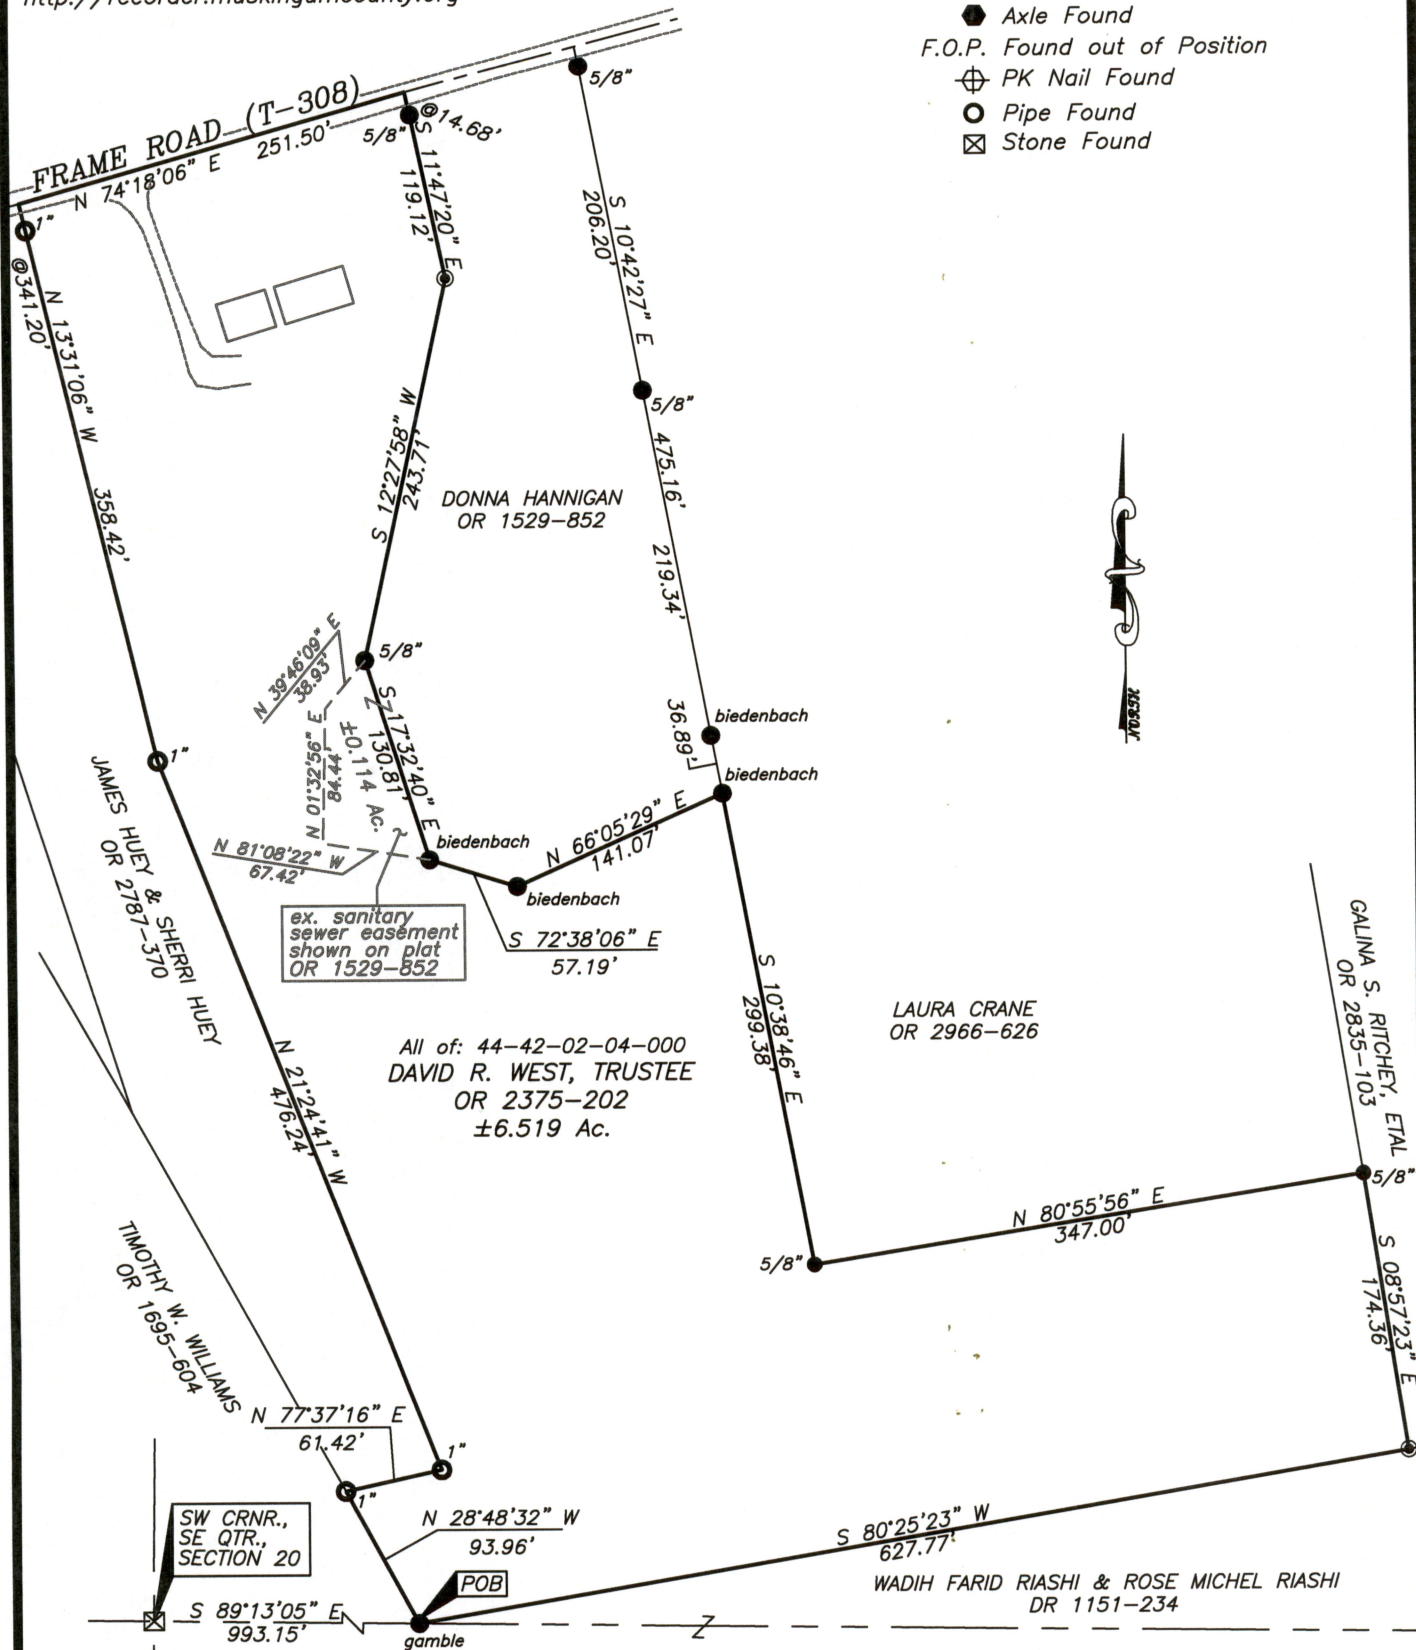 http://recorder.muskingumcounty.org
Axle Found
F.O.P. Found out of Position
PK Nail Found
Pipe Found
Stone Found
FRAME ROAD (T-308)
N 74°18'06" E
251.50'
5/8"
@14.68'
5/8"
1"
@341.20'
N 13°31'06" W
358.42'
S 11°47'20" E
119.12'
S 10°42'27" E
206.20'
5/8"
475.16'
219.34'
S 12°27'58" W
243.71'
DONNA HANNIGAN
OR 1529-852
N 39°46'09" E
38.93'
5/8"
S 17°32'40" E
130.81'
N 01°32'56" E
84.44'
±0.114 Ac.
N 81°08'22" W
67.42'
36.89'
biedenbach
biedenbach
N 66°05'29" E
141.07'
biedenbach
biedenbach
S 72°38'06" E
57.19'
ex. sanitary
sewer easement
shown on plat
OR 1529-852
1"
JAMES HUEY & SHERRI HUEY
OR 2787-370
N 21°24'41" W
476.24'
All of: 44-42-02-04-000
DAVID R. WEST, TRUSTEE
OR 2375-202
±6.519 Ac.
S 10°38'46" E
299.38'
LAURA CRANE
OR 2966-626
GALINA S. RITCHEY, ETAL
OR 2835-103
5/8"
N 80°55'56" E
347.00'
5/8"
S 08°57'23" E
174.36'
TIMOTHY W. WILLIAMS
OR 1695-604
N 77°37'16" E
61.42'
1"
1"
N 28°48'32" W
93.96'
SW CRNR.,
SE QTR.,
SECTION 20
POB
S 80°25'23" W
627.77'
WADIH FARID RIASHI & ROSE MICHEL RIASHI
DR 1151-234
S 89°13'05" E
993.15'
gamble